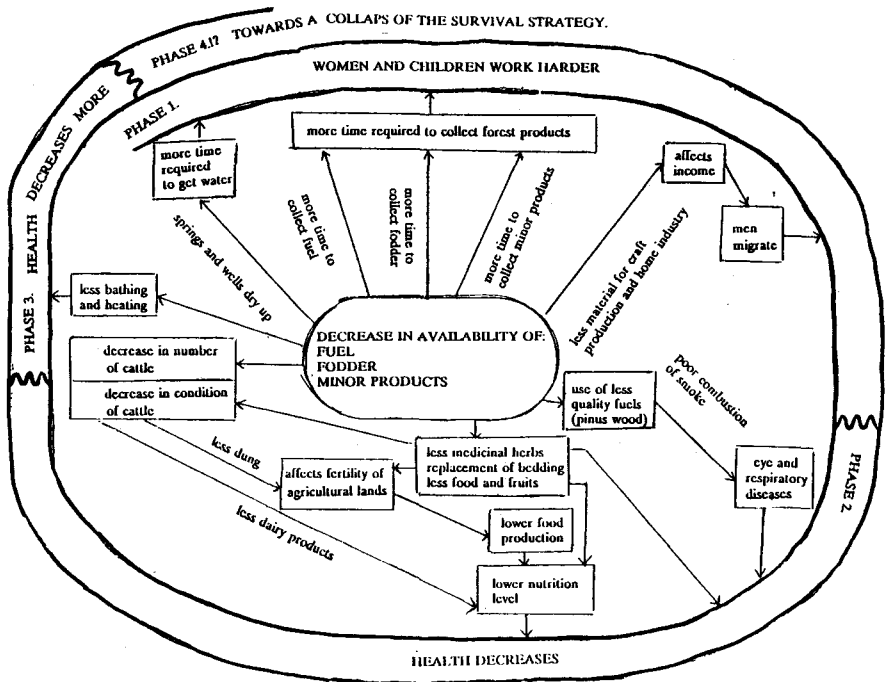 PHASE 4.1? TOWARDS A COLLAPS OF THE SURVIVAL STRATEGY.
WOMEN AND CHILDREN WORK HARDER
PHASE 1.
more time
required
to get water
more time required to collect forest products
affects
income
men
migrate
springs and wells dry up
more time to
collect fuel
more time to
collect fodder
more time to
collect minor products
less material for craft
production and home industry
PHASE 3. HEALTH DECREASES MORE
less bathing
and heating
decrease in number
of cattle
decrease in condition
of cattle
DECREASE IN AVAILABILITY OF:
FUEL
FODDER
MINOR PRODUCTS
use of less
quality fuels
(pinus wood)
poor combustion
of smoke
eye and
respiratory
diseases
PHASE 2.
less dung
less dairy products
affects fertility of
agricultural lands
less medicinal herbs
replacement of bedding
less food and fruits
lower food
production
lower nutrition
level
HEALTH DECREASES